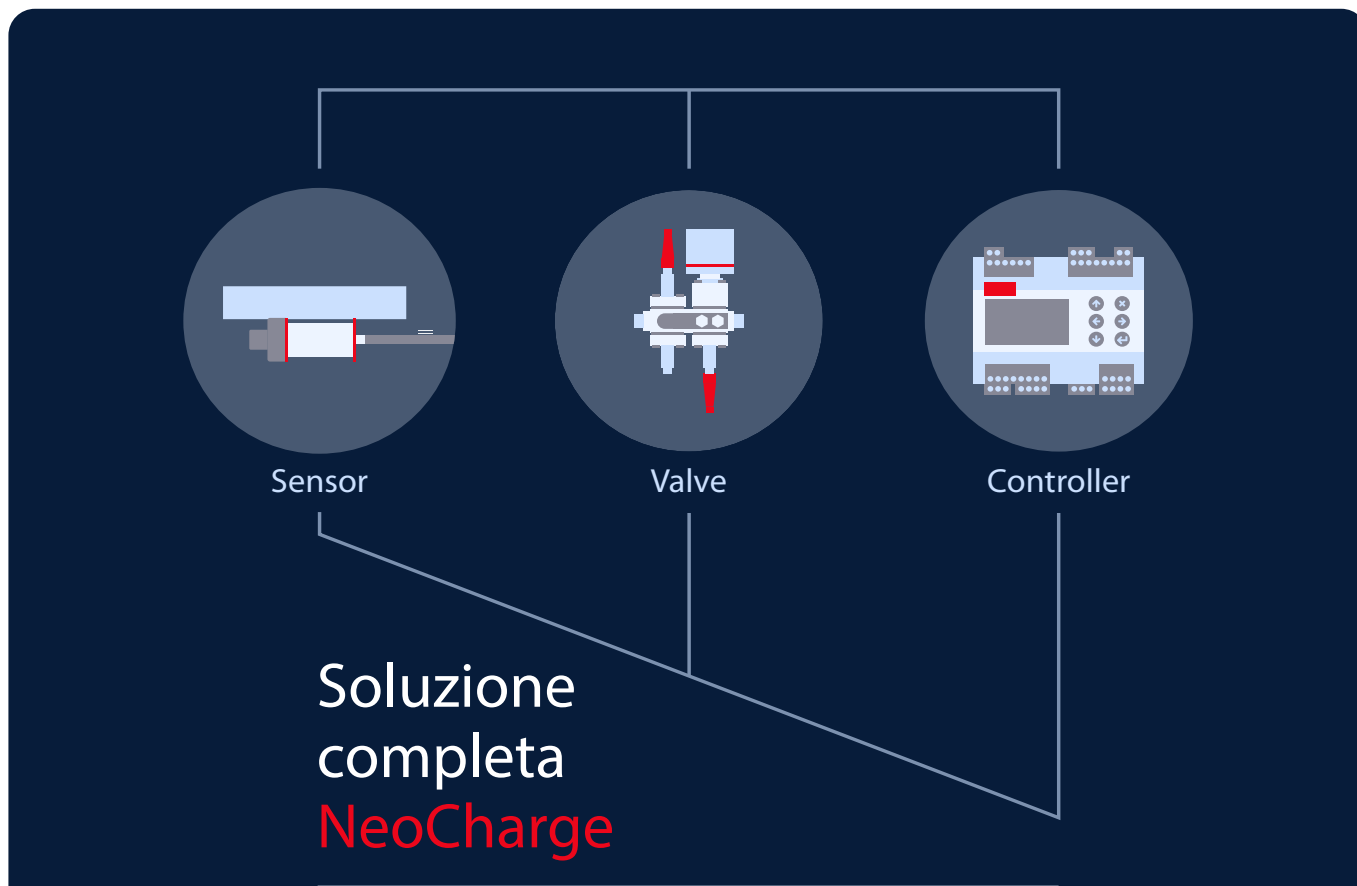 Sensor
Valve
Controller
Soluzione
completa
NeoCharge